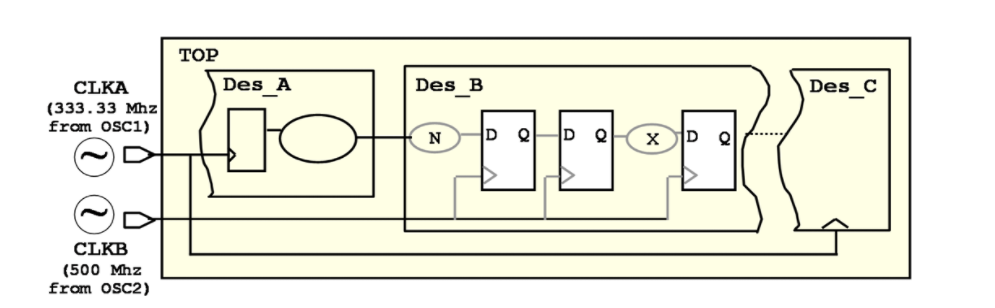 TOP
CLKA
(333.33 Mhz
from OSC1)
Des_A
Des_B
Des_C
N
D Q
D Q
X
D Q
CLKB
(500 Mhz
from OSC2)